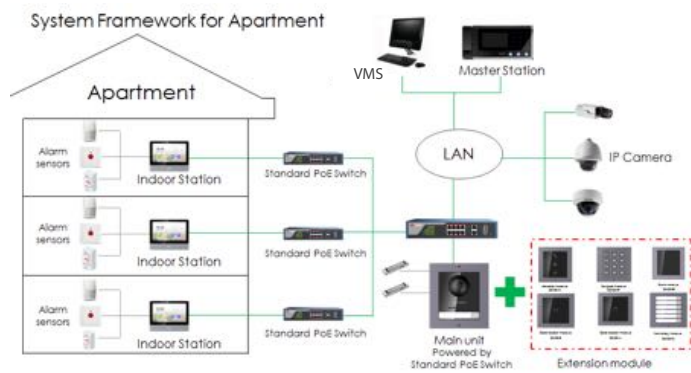 System Framework for Apartment
VMS
Master Station
Apartment
Alarm
sensors
Indoor Station
Standard PoE Switch
LAN
IP Camera
Alarm
sensors
Indoor Station
Standard PoE Switch
Alarm
sensors
Indoor Station
Standard PoE Switch
Main unit
Powered by
Standard PoE Switch
Extension module